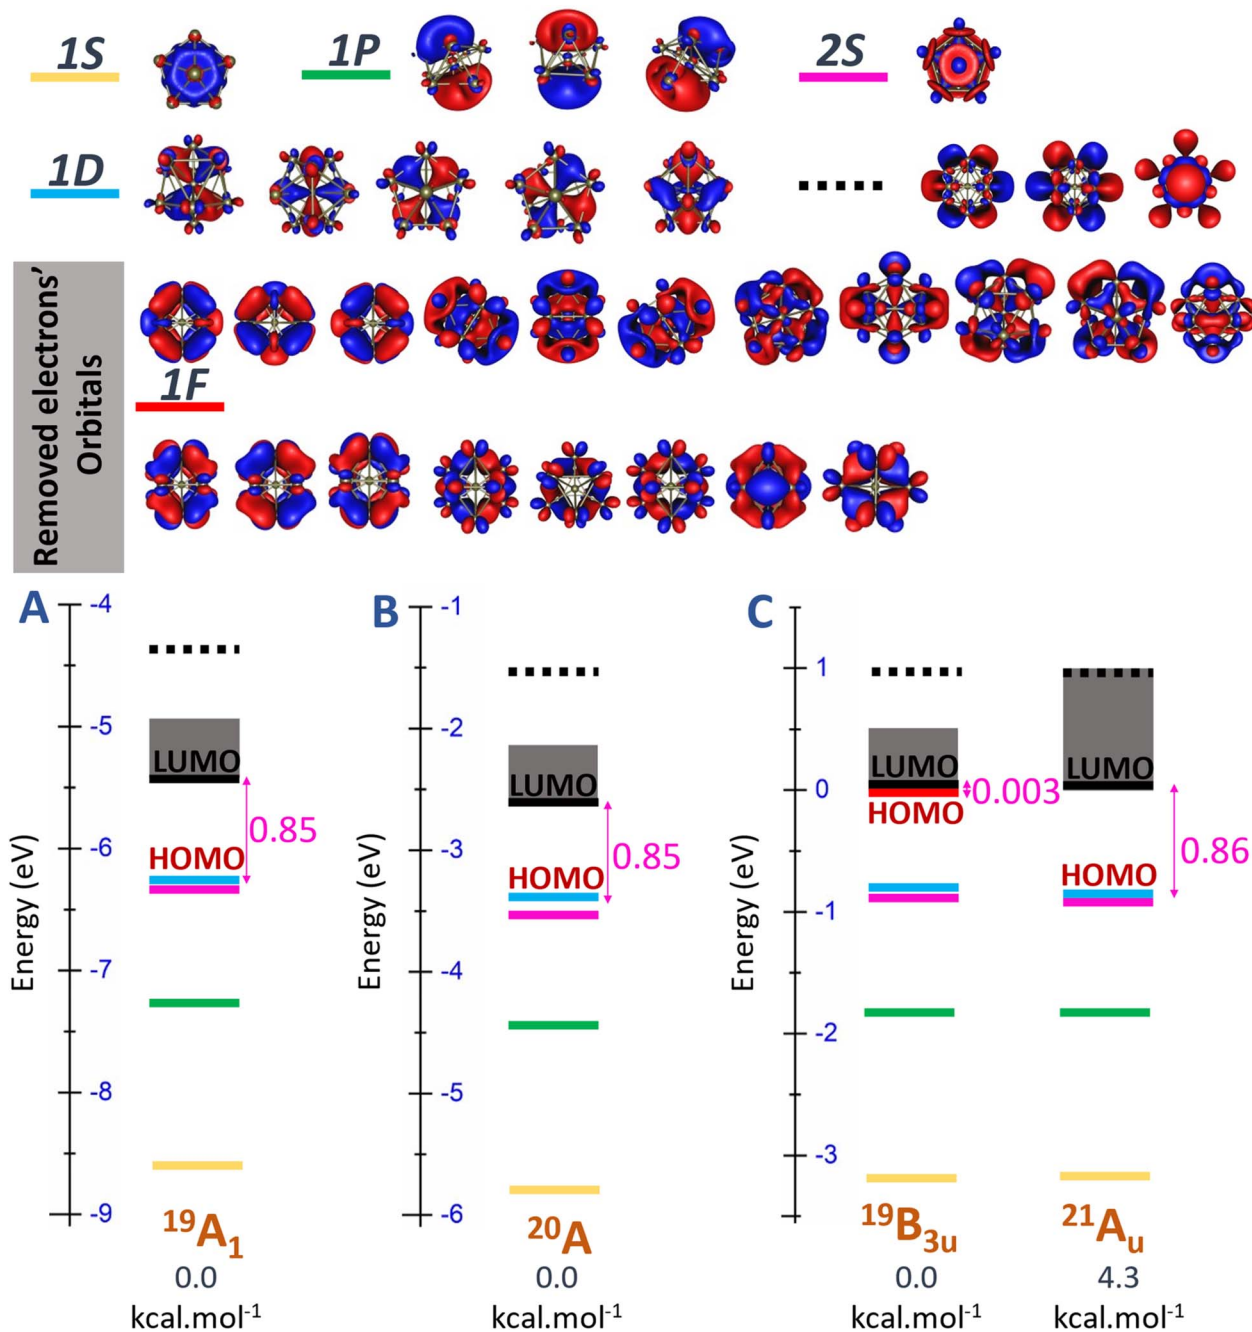 1S
1P
2S
1D
Removed electrons'
Orbitals
1F
A
B
C
-4
-5
-6
-7
-8
-9
Energy (eV)
LUMO
0.85
HOMO
19A1
0.0
kcal.mol-1
-1
-2
-3
-4
-5
-6
Energy (eV)
LUMO
0.85
HOMO
20A
0.0
kcal.mol-1
1
0
-1
-2
-3
Energy (eV)
LUMO
0.003
HOMO
19B3u
0.0
kcal.mol-1
LUMO
0.86
HOMO
21Au
4.3
kcal.mol-1